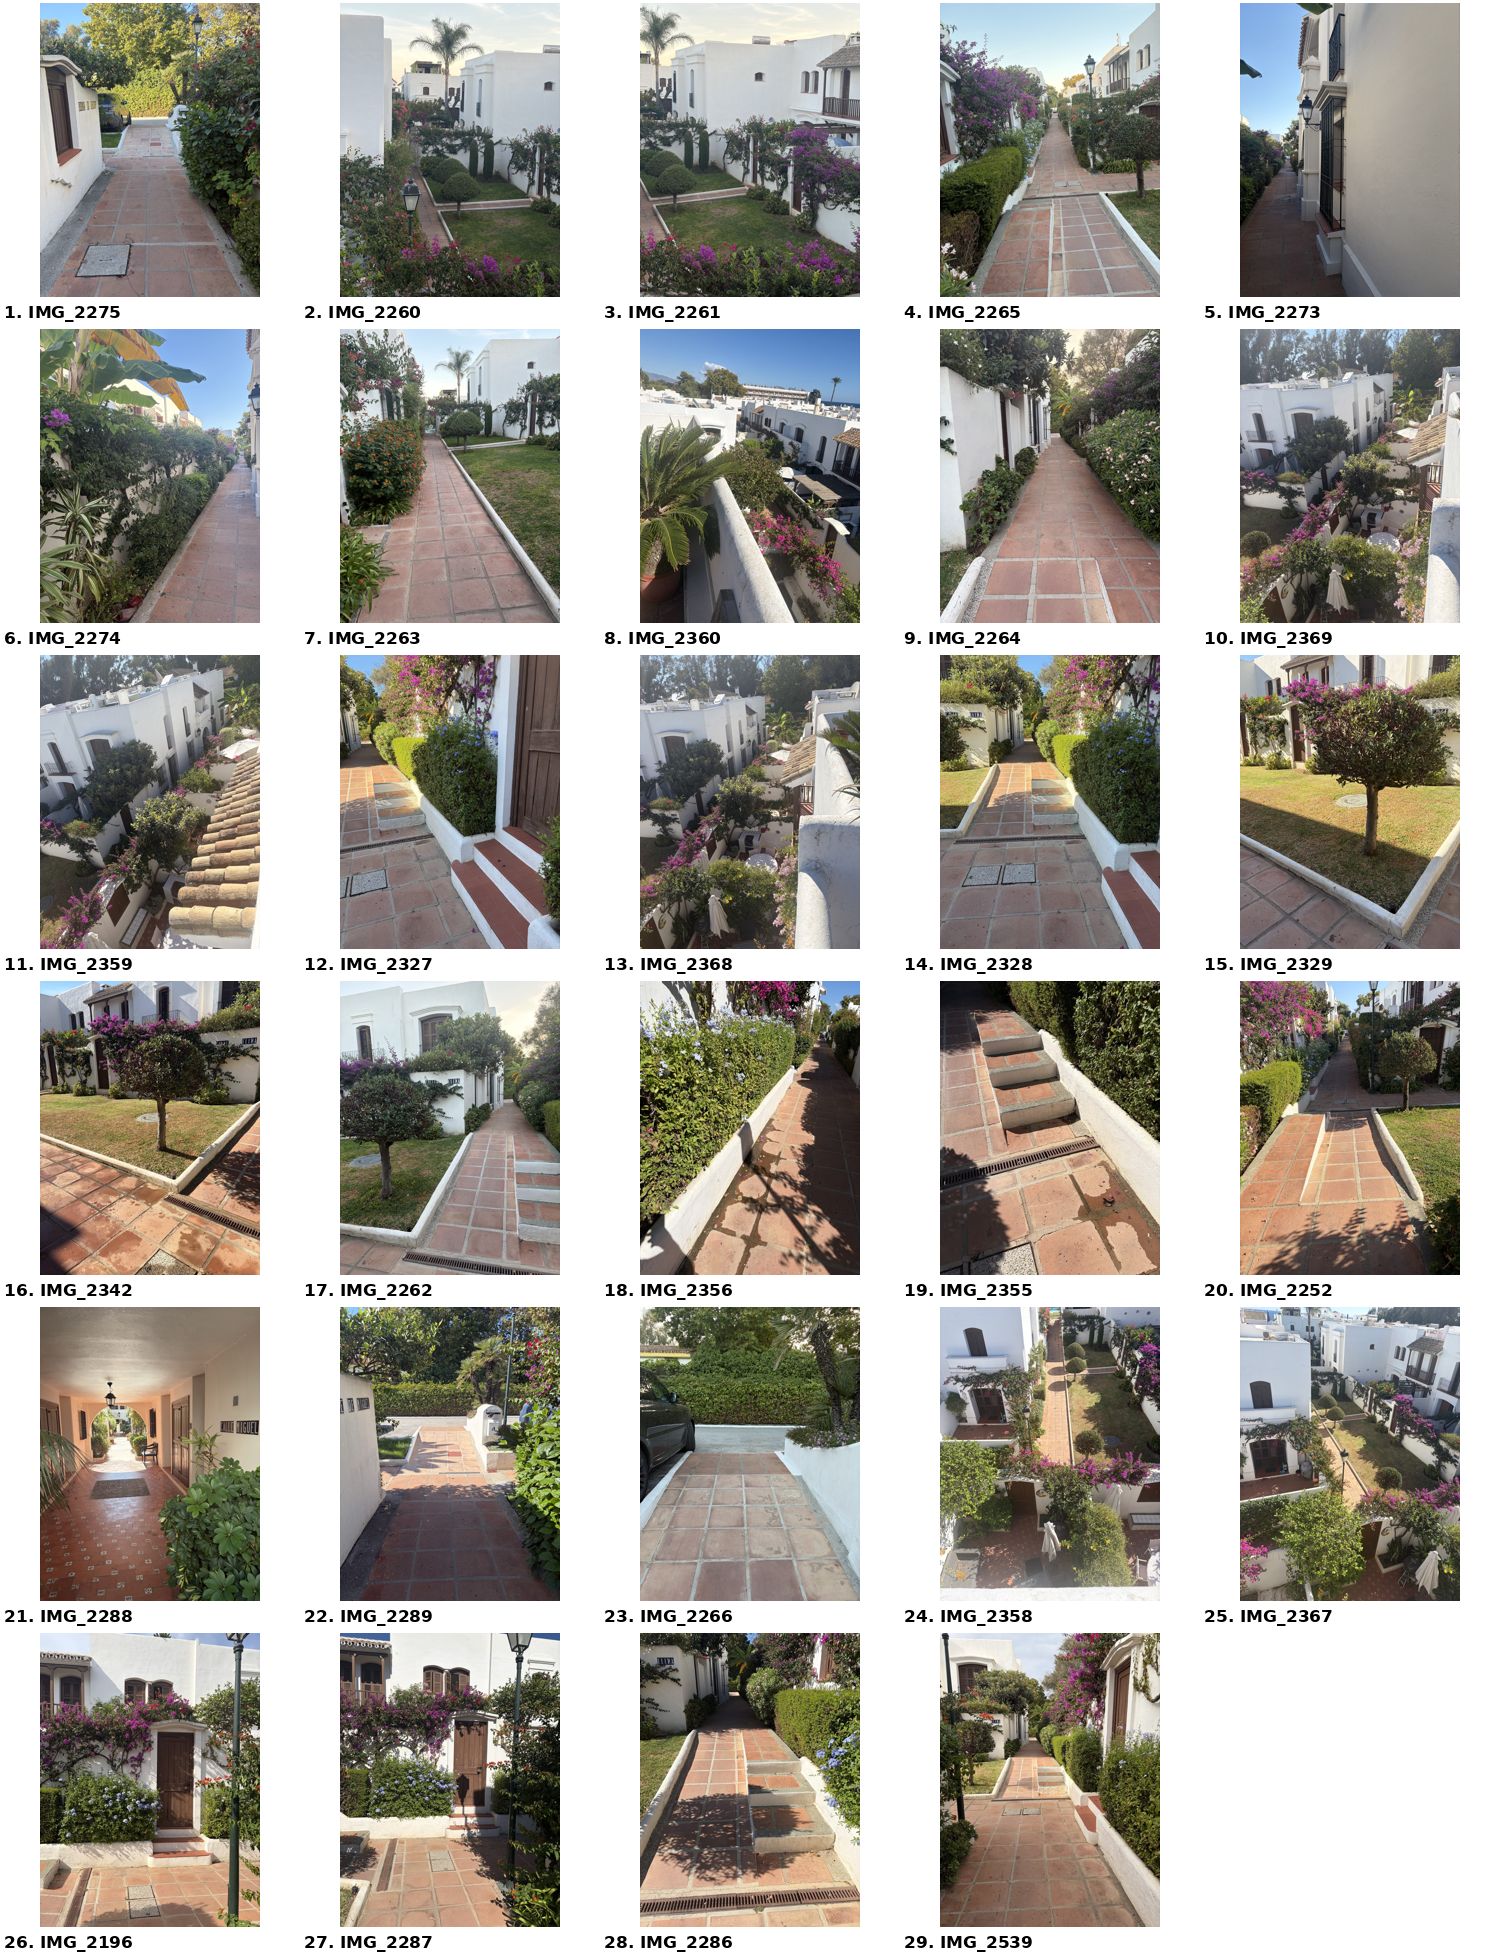 1. IMG_2275
2. IMG_2260
3. IMG_2261
4. IMG_2265
5. IMG_2273
6. IMG_2274
7. IMG_2263
8. IMG_2360
9. IMG_2264
10. IMG_2369
11. IMG_2359
12. IMG_2327
13. IMG_2368
14. IMG_2328
15. IMG_2329
16. IMG_2342
17. IMG_2262
18. IMG_2356
19. IMG_2355
20. IMG_2252
MIGUEL
21. IMG_2288
22. IMG_2289
23. IMG_2266
24. IMG_2358
25. IMG_2367
26. IMG_2196
27. IMG_2287
28. IMG_2286
29. IMG_2539